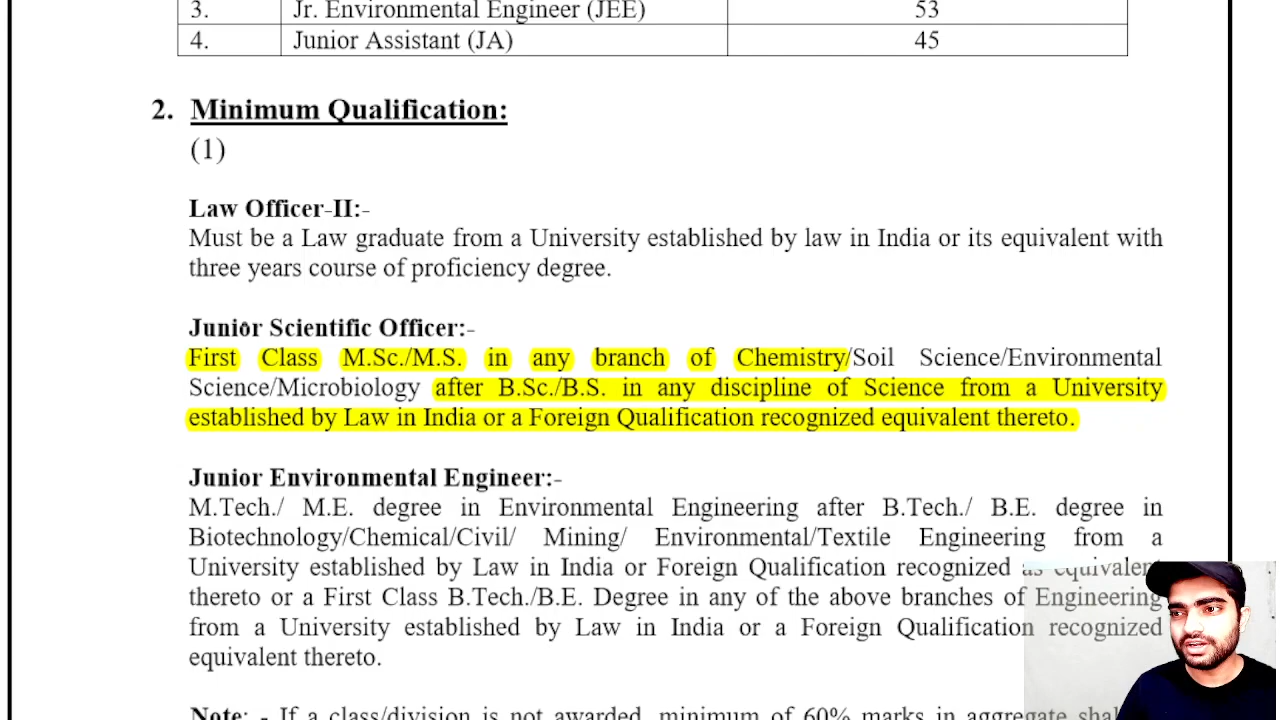 3. Jr. Environmental Engineer (JEE) 53
4. Junior Assistant (JA) 45
2. Minimum Qualification:
(1)
Law Officer-II:-
Must be a Law graduate from a University established by law in India or its equivalent with
three years course of proficiency degree.
Junior Scientific Officer:-
First Class M.Sc./M.S. in any branch of Chemistry/Soil Science/Environmental
Science/Microbiology after B.Sc./B.S. in any discipline of Science from a University
established by Law in India or a Foreign Qualification recognized equivalent thereto.
Junior Environmental Engineer:-
M.Tech./ M.E. degree in Environmental Engineering after B.Tech./ B.E. degree in
Biotechnology/Chemical/Civil/ Mining/ Environmental/Textile Engineering from a
University established by Law in India or Foreign Qualification recognized as equivalent
thereto or a First Class B.Tech./B.E. Degree in any of the above branches of Engineering
from a University established by Law in India or a Foreign Qualification recognized
equivalent thereto.
Note: - If a class/division is not awarded, minimum of 60% marks in aggregate shal